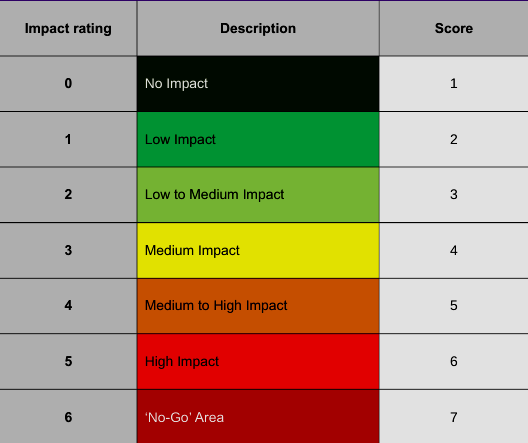 Impact rating Description Score
0 No Impact 1
1 Low Impact 2
2 Low to Medium Impact 3
3 Medium Impact 4
4 Medium to High Impact 5
5 High Impact 6
6 ‘No-Go’ Area 7